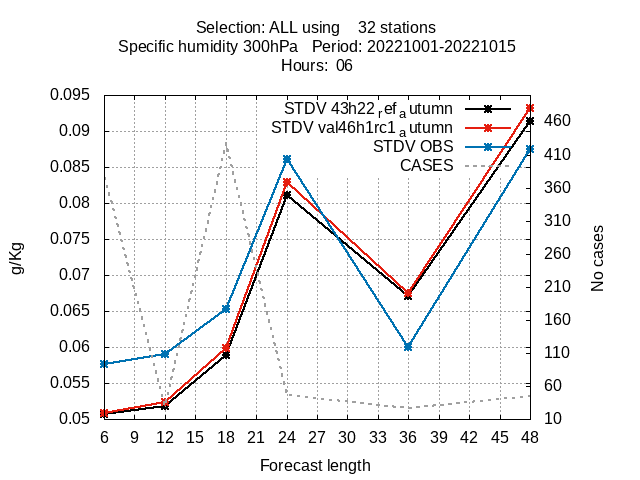 Selection: ALL using    32 stations
Specific humidity 300hPa   Period: 20221001-20221015
Hours:  06
STDV 43h22refautumn
STDV val46h1rc1autumn
STDV OBS
CASES
0.095
0.09
0.085
0.08
0.075
0.07
0.065
0.06
0.055
0.05
g/Kg
460
410
360
310
260
210
160
110
60
10
No cases
6 9 12 15 18 21 24 27 30 33 36 39 42 45 48
Forecast length